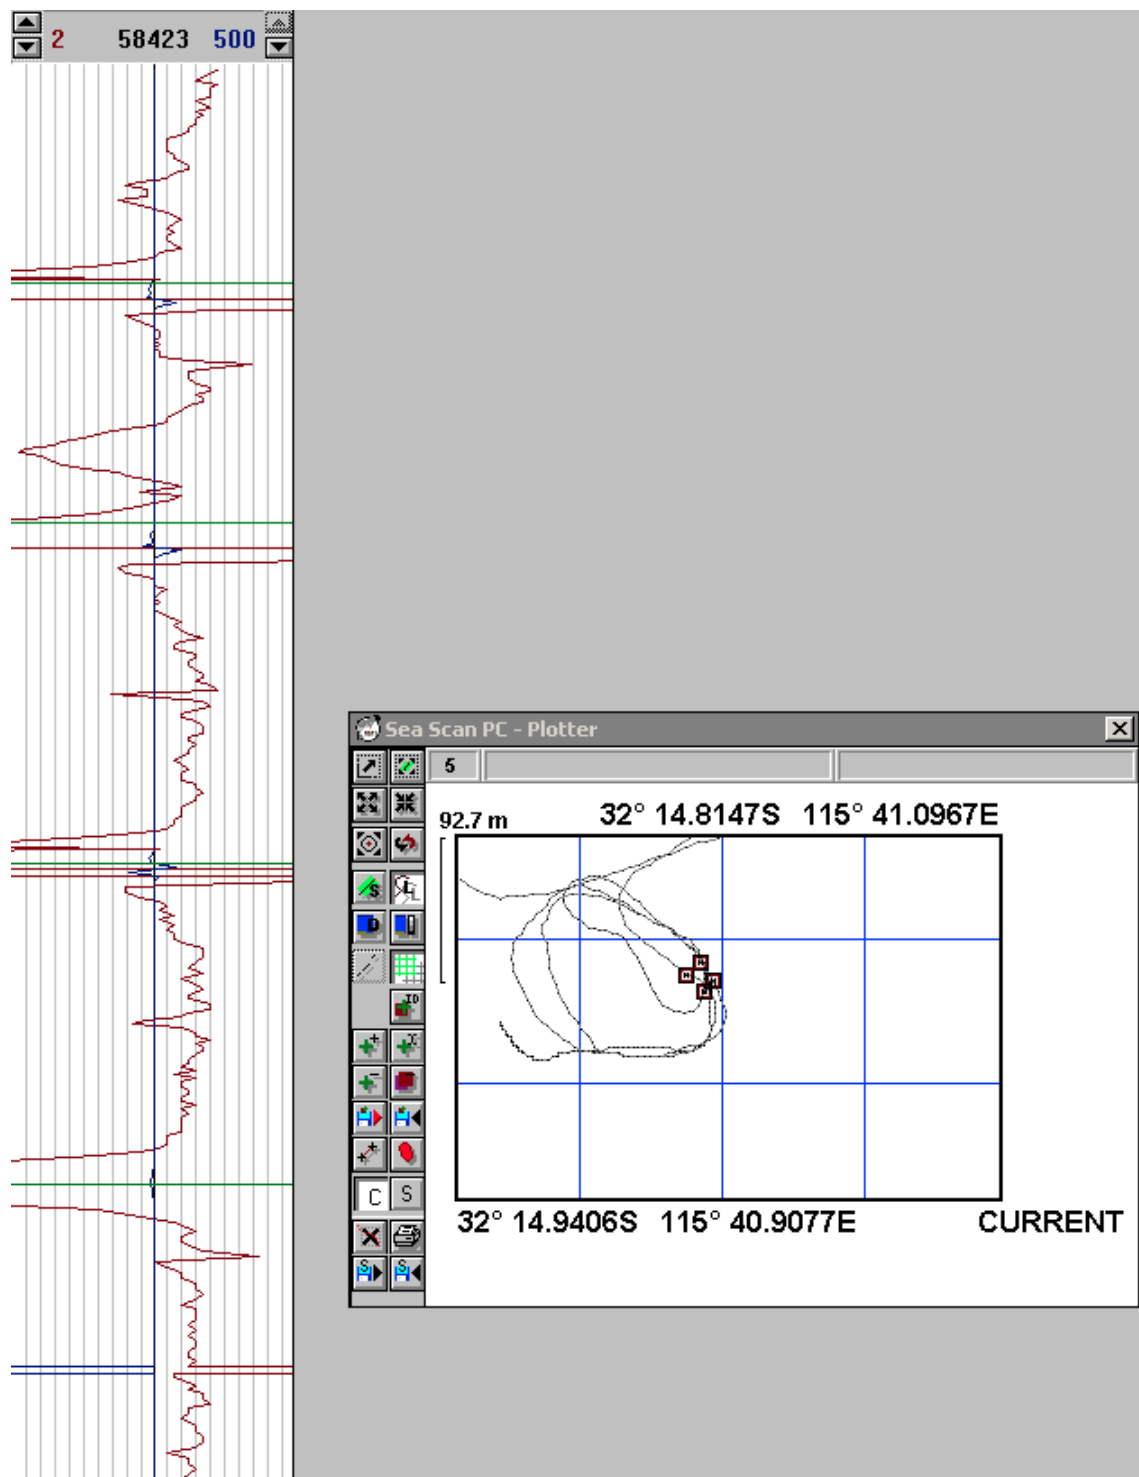 2 58423 500
Sea Scan PC - Plotter
5
92.7 m 32° 14.8147S 115° 41.0967E
S
D
ID
C S
32° 14.9406S 115° 40.9077E CURRENT
S S